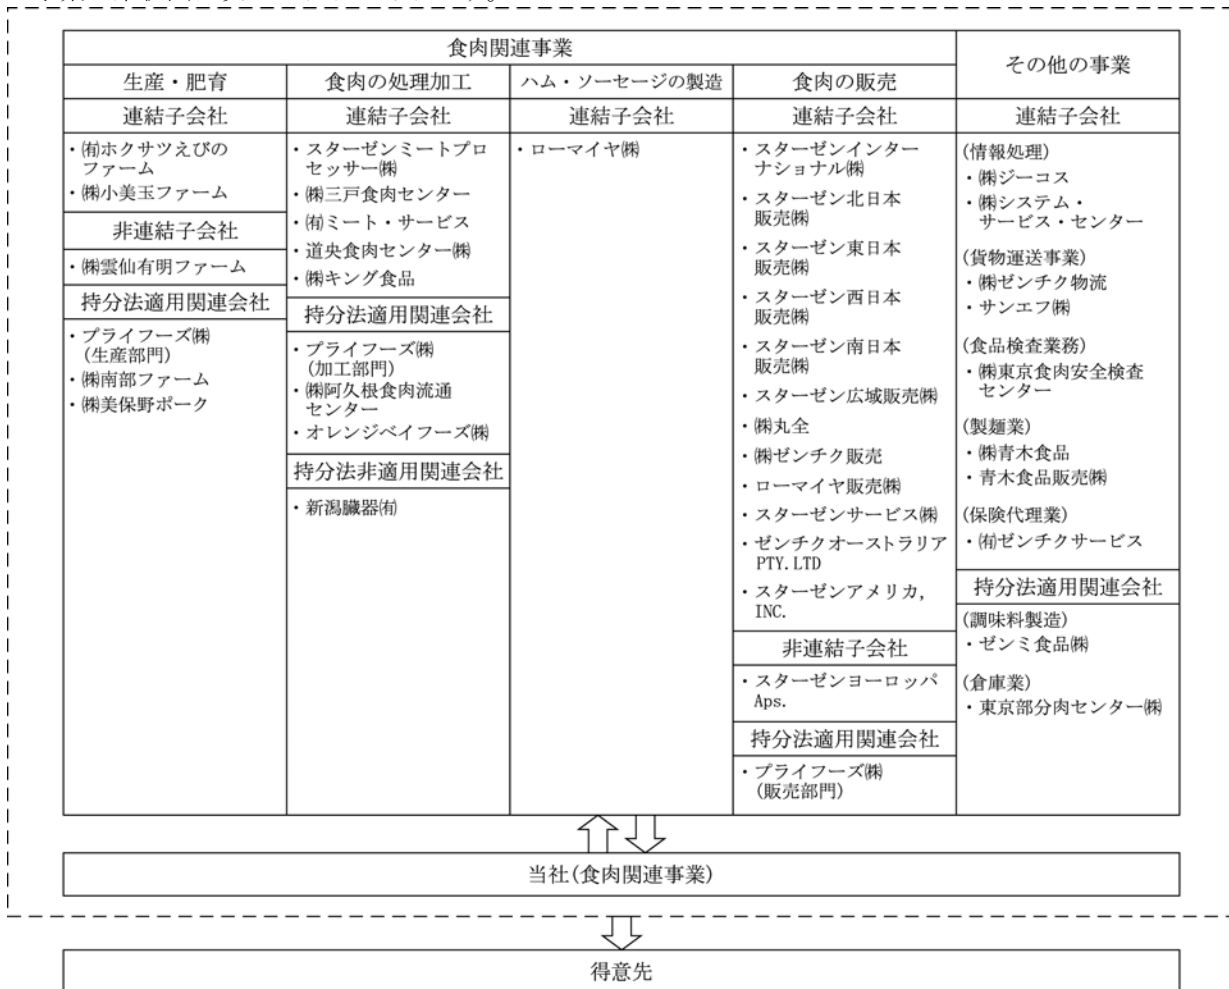 食肉関連事業
その他の事業
生産・肥育
食肉の処理加工
ハム・ソーセージの製造
食肉の販売
連結子会社
・㈲ホクサツえびの
ファーム
・㈱小美玉ファーム
非連結子会社
・㈱雲仙有明ファーム
持分法適用関連会社
・プライフーズ㈱
(生産部門)
・㈱南部ファーム
・㈱美保野ポーク
連結子会社
・スターゼンミートプロ
セッサー㈱
・㈱三戸食肉センター
・㈲ミート・サービス
・道央食肉センター㈱
・㈱キング食品
持分法適用関連会社
・プライフーズ㈱
(加工部門)
・㈱阿久根食肉流通
センター
・オレンジベイフーズ㈱
持分法非適用関連会社
・新潟臓器㈲
連結子会社
・ローマイヤ㈱
連結子会社
・スターゼンインター
ナショナル㈱
・スターゼン北日本
販売㈱
・スターゼン東日本
販売㈱
・スターゼン西日本
販売㈱
・スターゼン南日本
販売㈱
・スターゼン広域販売㈱
・㈱丸全
・㈱ゼンチク販売
・ローマイヤ販売㈱
・スターゼンサービス㈱
・ゼンチクオーストラリア
PTY.LTD
・スターゼンアメリカ,
INC.
非連結子会社
・スターゼンヨーロッパ
Aps.
持分法適用関連会社
・プライフーズ㈱
(販売部門)
連結子会社
(情報処理)
・㈱ジーコス
・㈱システム・
サービス・センター
(貨物運送事業)
・㈱ゼンチク物流
・サンエフ㈱
(食品検査業務)
・㈱東京食肉安全検査
センター
(製麺業)
・㈱青木食品
・青木食品販売㈱
(保険代理業)
・㈲ゼンチクサービス
持分法適用関連会社
(調味料製造)
・ゼンミ食品㈱
(倉庫業)
・東京部分肉センター㈱
当社(食肉関連事業)
得意先